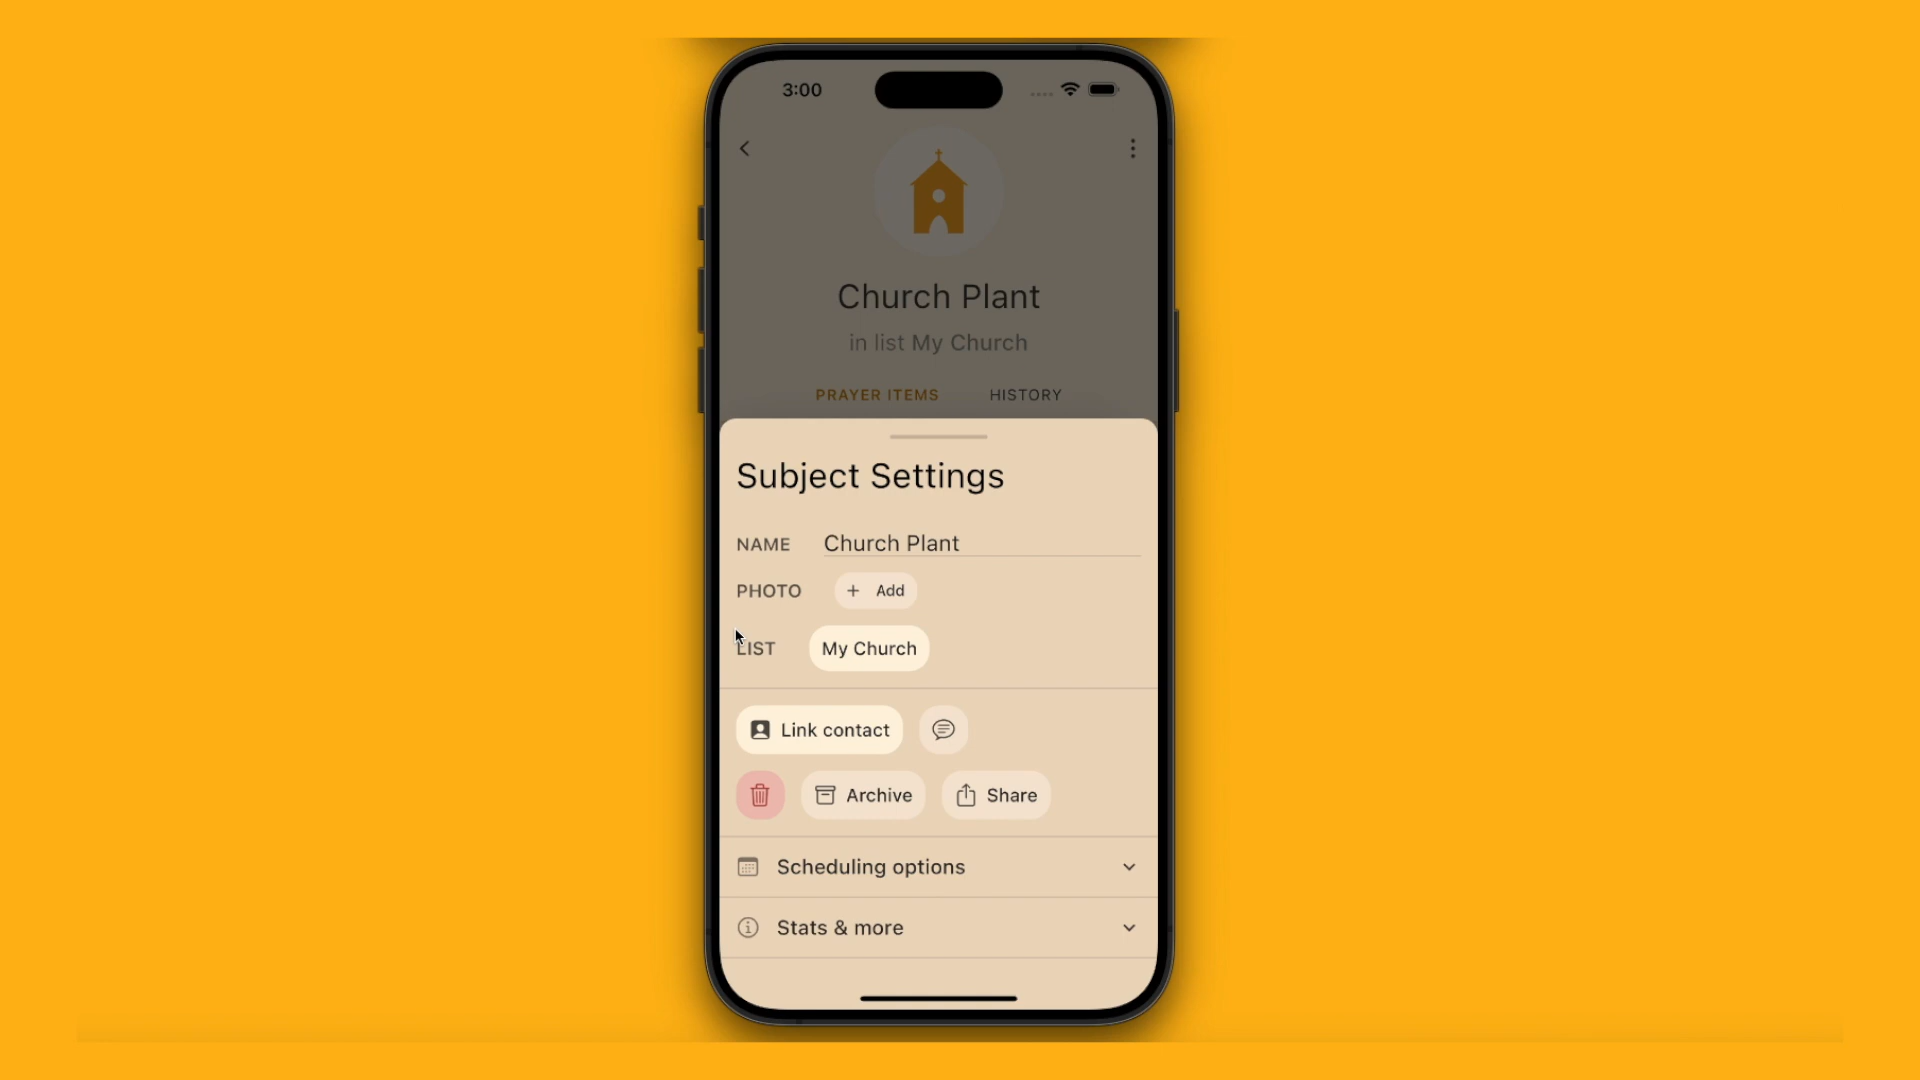 3:00
Church Plant
in list My Church
PRAYER ITEMS HISTORY
Subject Settings
NAME Church Plant
PHOTO + Add
LIST My Church
Link contact
Archive Share
Scheduling options
Stats & more